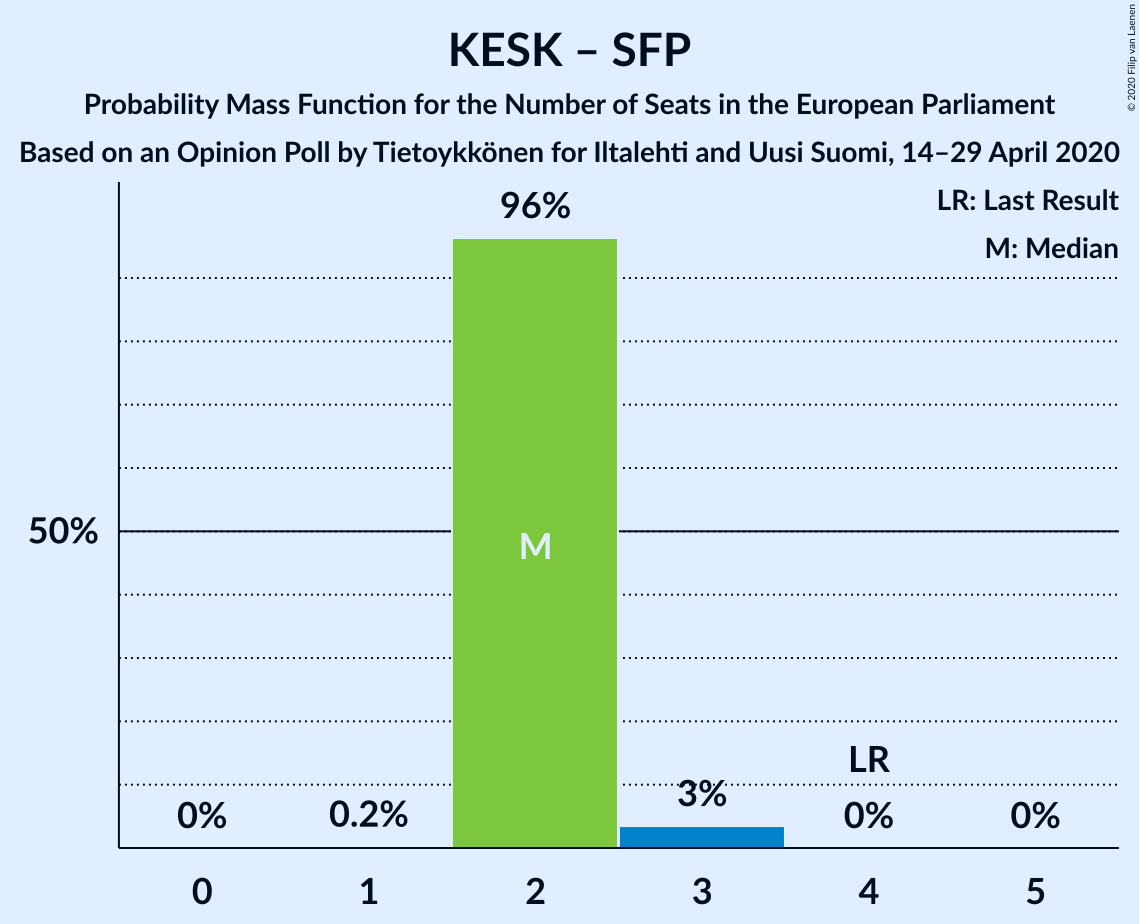 KESK – SFP
Probability Mass Function for the Number of Seats in the European Parliament
Based on an Opinion Poll by Tietoykkönen for Iltalehti and Uusi Suomi, 14–29 April 2020
© 2020 Filip van Laenen
LR: Last Result
M: Median
96%
50%
M
LR
0%
0.2%
3%
0%
0%
0 1 2 3 4 5